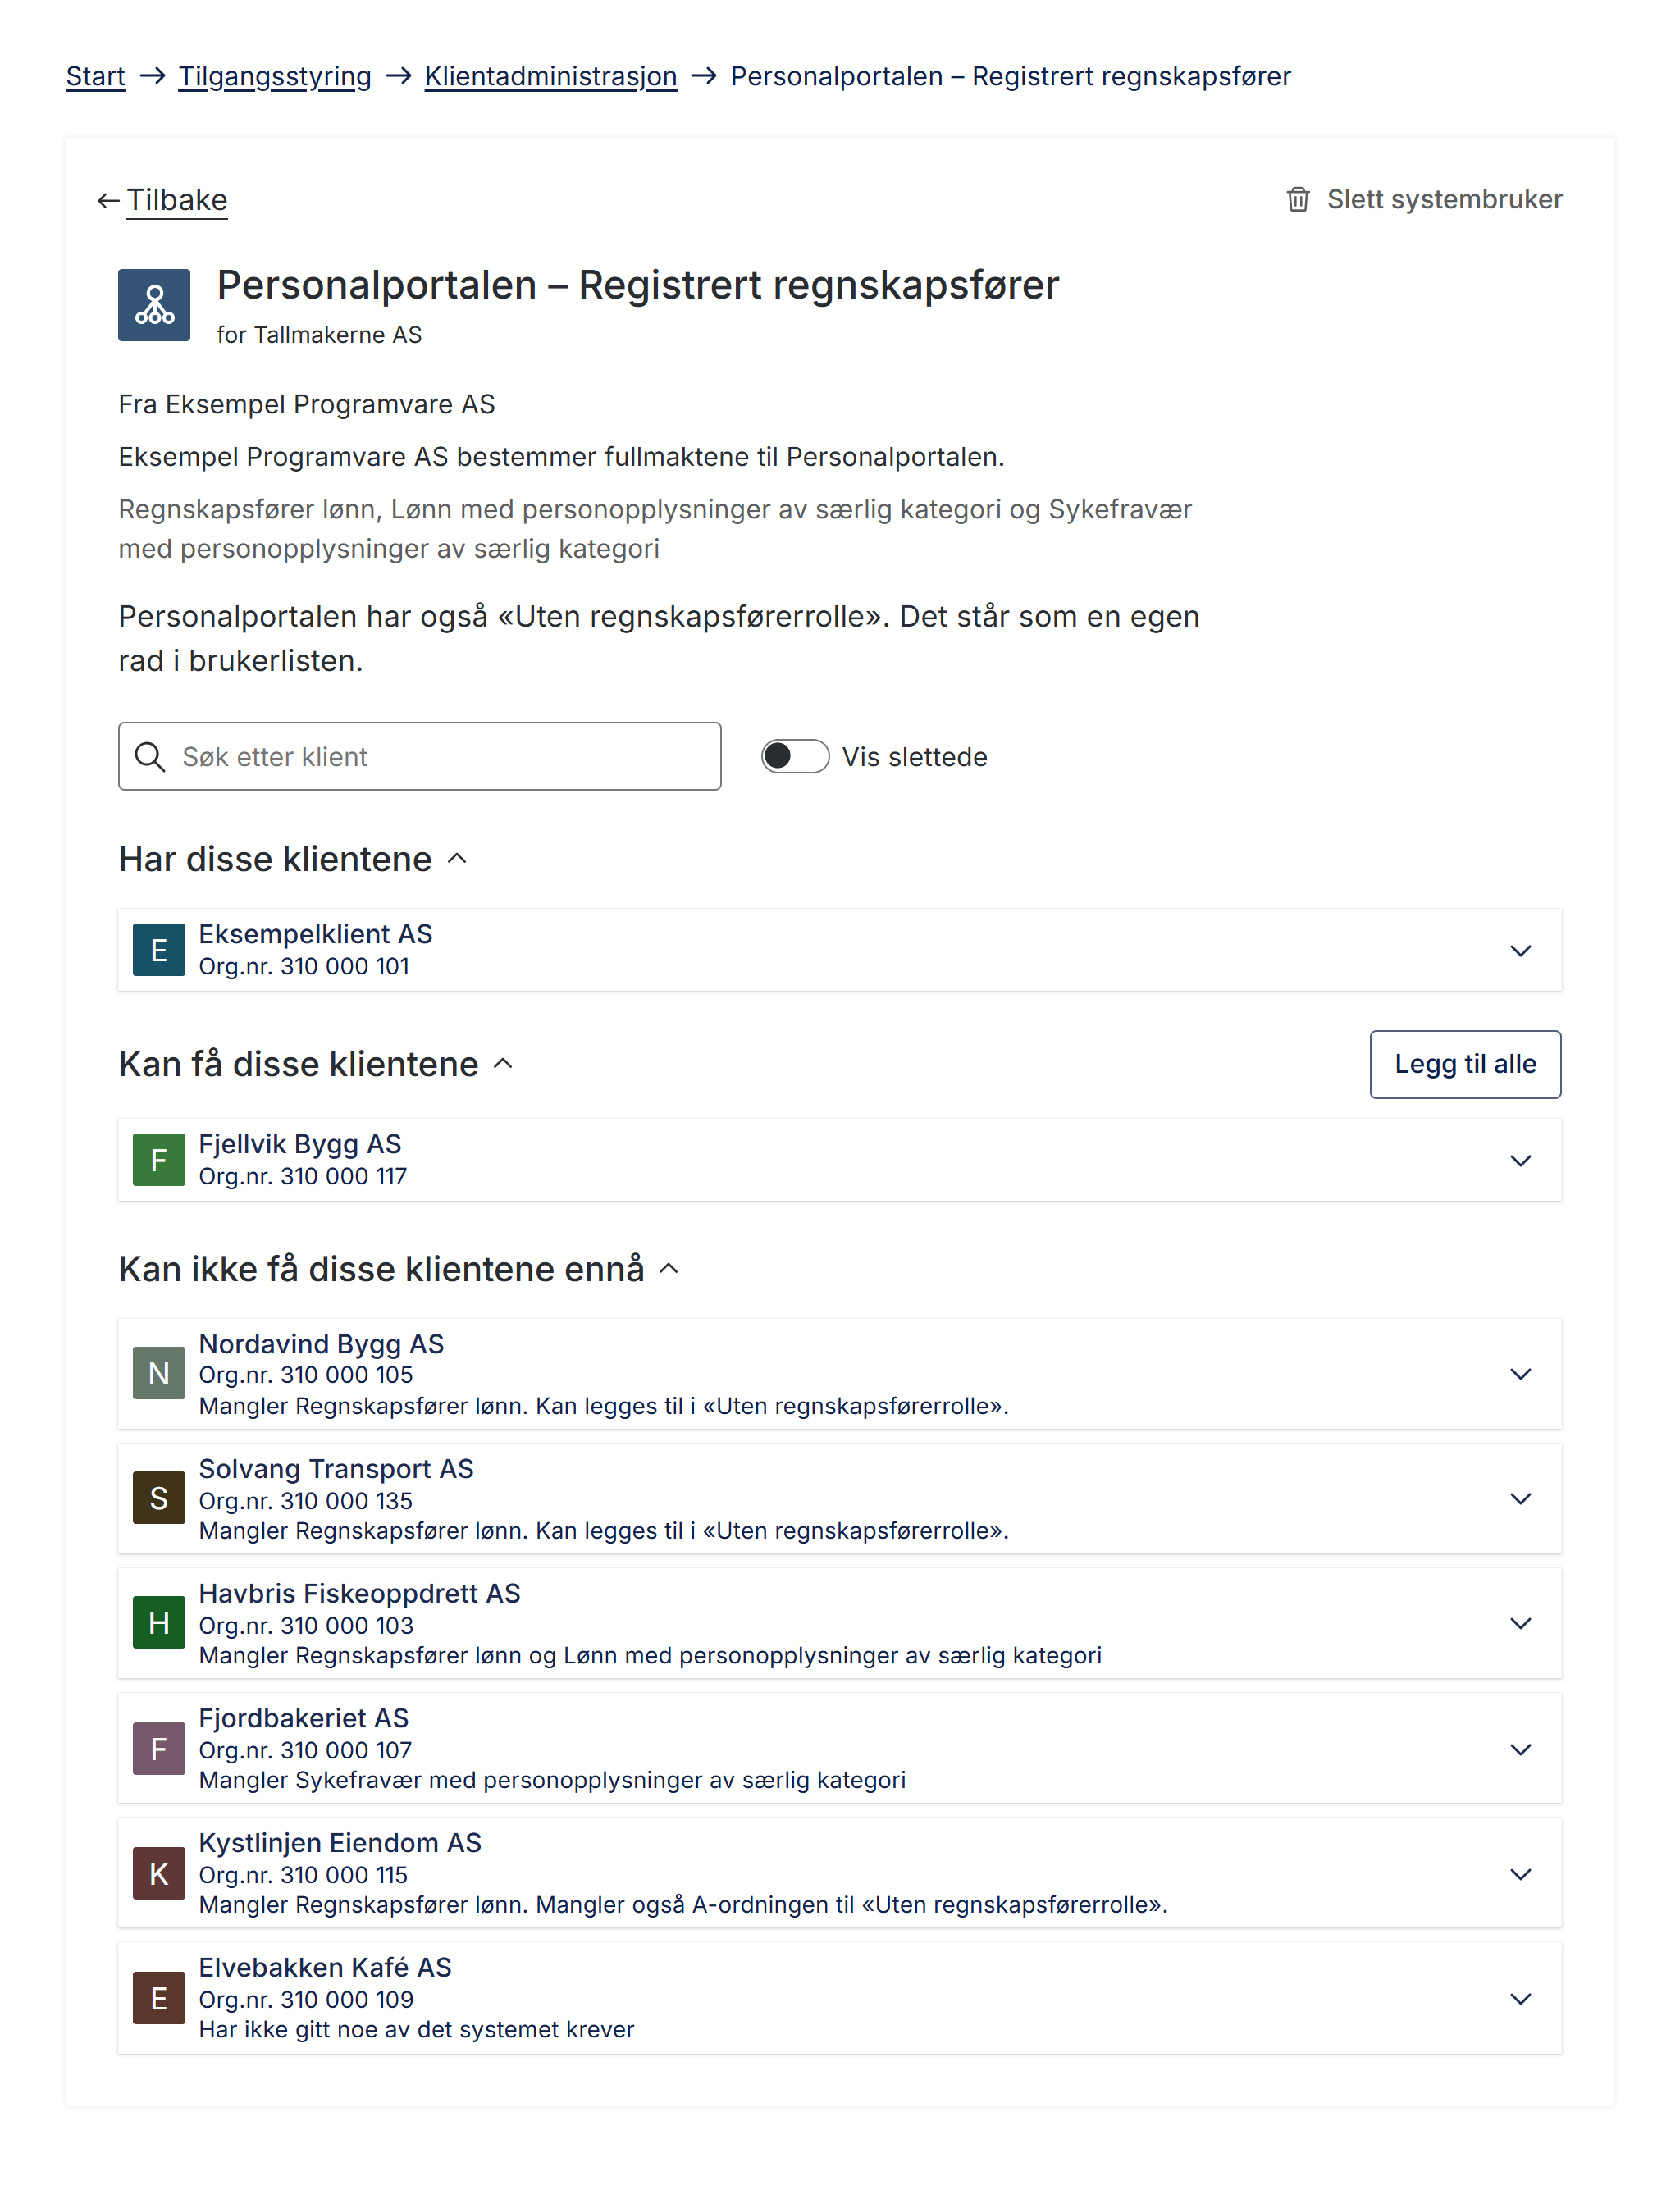 Start → Tilgangsstyring → Klientadministrasjon → Personalportalen – Registrert regnskapsfører
← Tilbake
Slett systembruker
Personalportalen – Registrert regnskapsfører
for Tallmakerne AS
Fra Eksempel Programvare AS
Eksempel Programvare AS bestemmer fullmaktene til Personalportalen.
Regnskapsfører lønn, Lønn med personopplysninger av særlig kategori og Sykefravær
med personopplysninger av særlig kategori
Personalportalen har også «Uten regnskapsførerrolle». Det står som en egen
rad i brukerlisten.
Søk etter klient
Vis slettede
Har disse klientene
E
Eksempelklient AS
Org.nr. 310 000 101
Kan få disse klientene
Legg til alle
F
Fjellvik Bygg AS
Org.nr. 310 000 117
Kan ikke få disse klientene ennå
N
Nordavind Bygg AS
Org.nr. 310 000 105
Mangler Regnskapsfører lønn. Kan legges til i «Uten regnskapsførerrolle».
S
Solvang Transport AS
Org.nr. 310 000 135
Mangler Regnskapsfører lønn. Kan legges til i «Uten regnskapsførerrolle».
H
Havbris Fiskeoppdrett AS
Org.nr. 310 000 103
Mangler Regnskapsfører lønn og Lønn med personopplysninger av særlig kategori
F
Fjordbakeriet AS
Org.nr. 310 000 107
Mangler Sykefravær med personopplysninger av særlig kategori
K
Kystlinjen Eiendom AS
Org.nr. 310 000 115
Mangler Regnskapsfører lønn. Mangler også A-ordningen til «Uten regnskapsførerrolle».
E
Elvebakken Kafé AS
Org.nr. 310 000 109
Har ikke gitt noe av det systemet krever